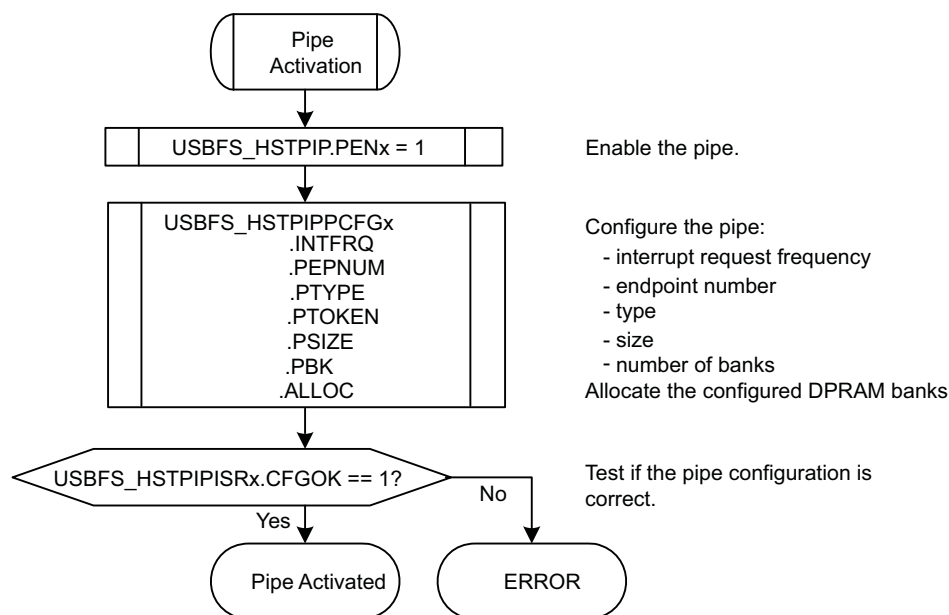 Pipe
Activation
USBFS_HSTPIP.PENx = 1
Enable the pipe.
USBFS_HSTPIPPCFGx
.INTFRQ
.PEPNUM
.PTYPE
.PTOKEN
.PSIZE
.PBK
.ALLOC
Configure the pipe:
- interrupt request frequency
- endpoint number
- type
- size
- number of banks
Allocate the configured DPRAM banks
USBFS_HSTPIPISRx.CFGOK == 1?
Test if the pipe configuration is
correct.
No
Yes
Pipe Activated
ERROR